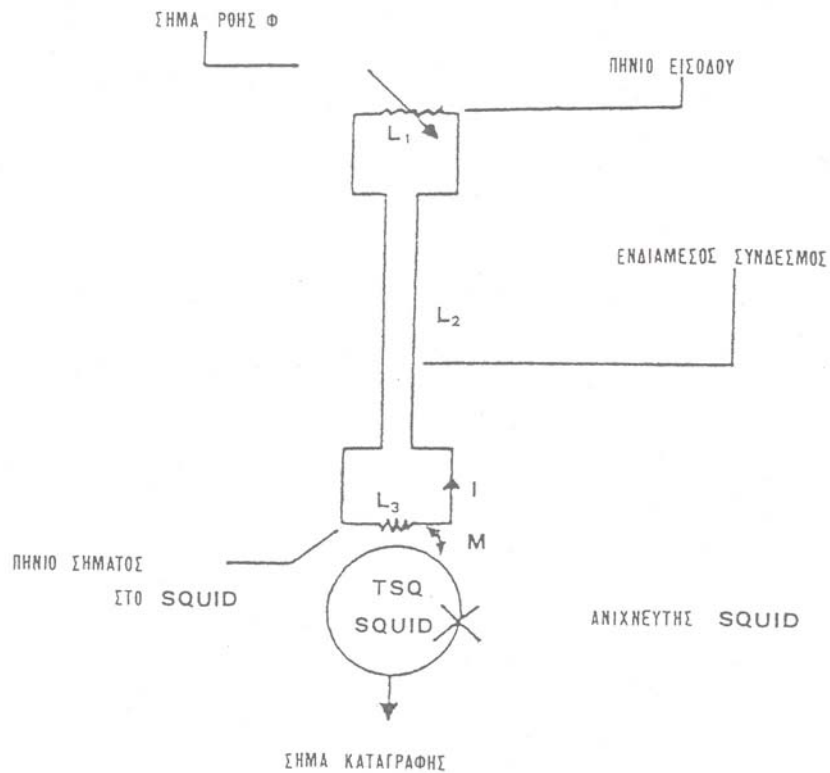 ΣΗΜΑ ΡΟΗΣ Φ
ΠΗΝΙΟ ΕΙΣΟΔΟΥ
L₁
ΕΝΔΙΑΜΕΣΟΣ ΣΥΝΔΕΣΜΟΣ
L₂
I
L₃
M
ΠΗΝΙΟ ΣΗΜΑΤΟΣ
ΣΤΟ SQUID
TSQ
SQUID
ΑΝΙΧΝΕΥΤΗΣ SQUID
ΣΗΜΑ ΚΑΤΑΓΡΑΦΗΣ